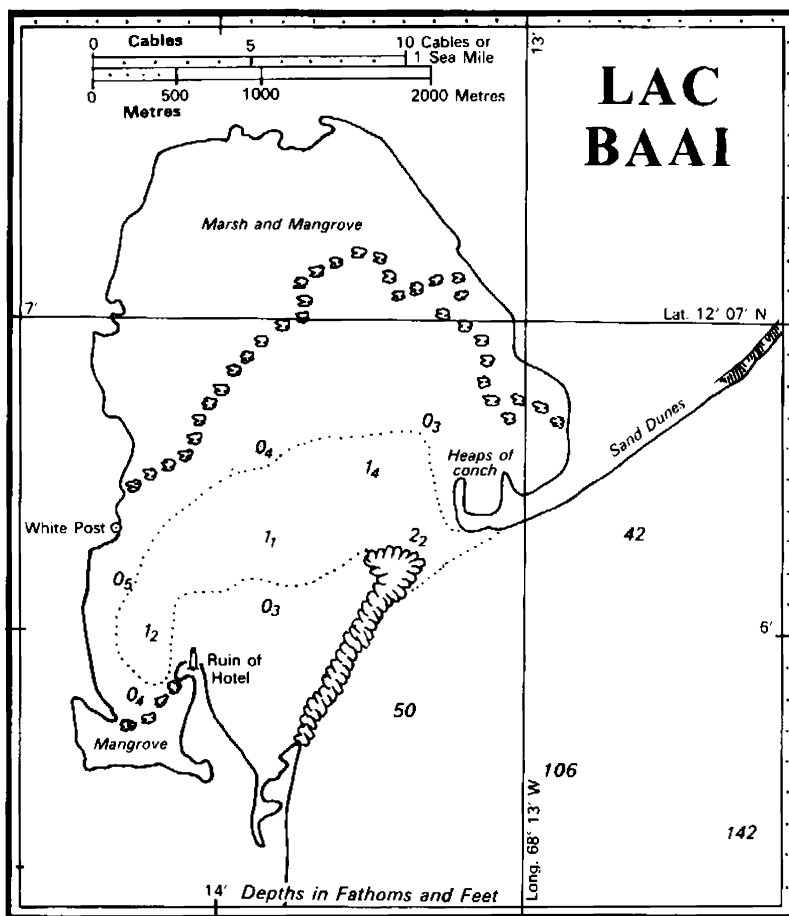 Cables
0 5 10 Cables or
1 Sea Mile
0 500 1000 2000 Metres
Metres
13'
LAC
BAAI
Marsh and Mangrove
7'
Lat. 12° 07' N
Sand Dunes
0₃
0₄
Heaps of
conch
1₄
White Post
1₁
2₂
42
0₅
0₃
1₂
6'
Ruin of
Hotel
0₄
50
Mangrove
106
Long. 68° 13' W
142
14'
Depths in Fathoms and Feet